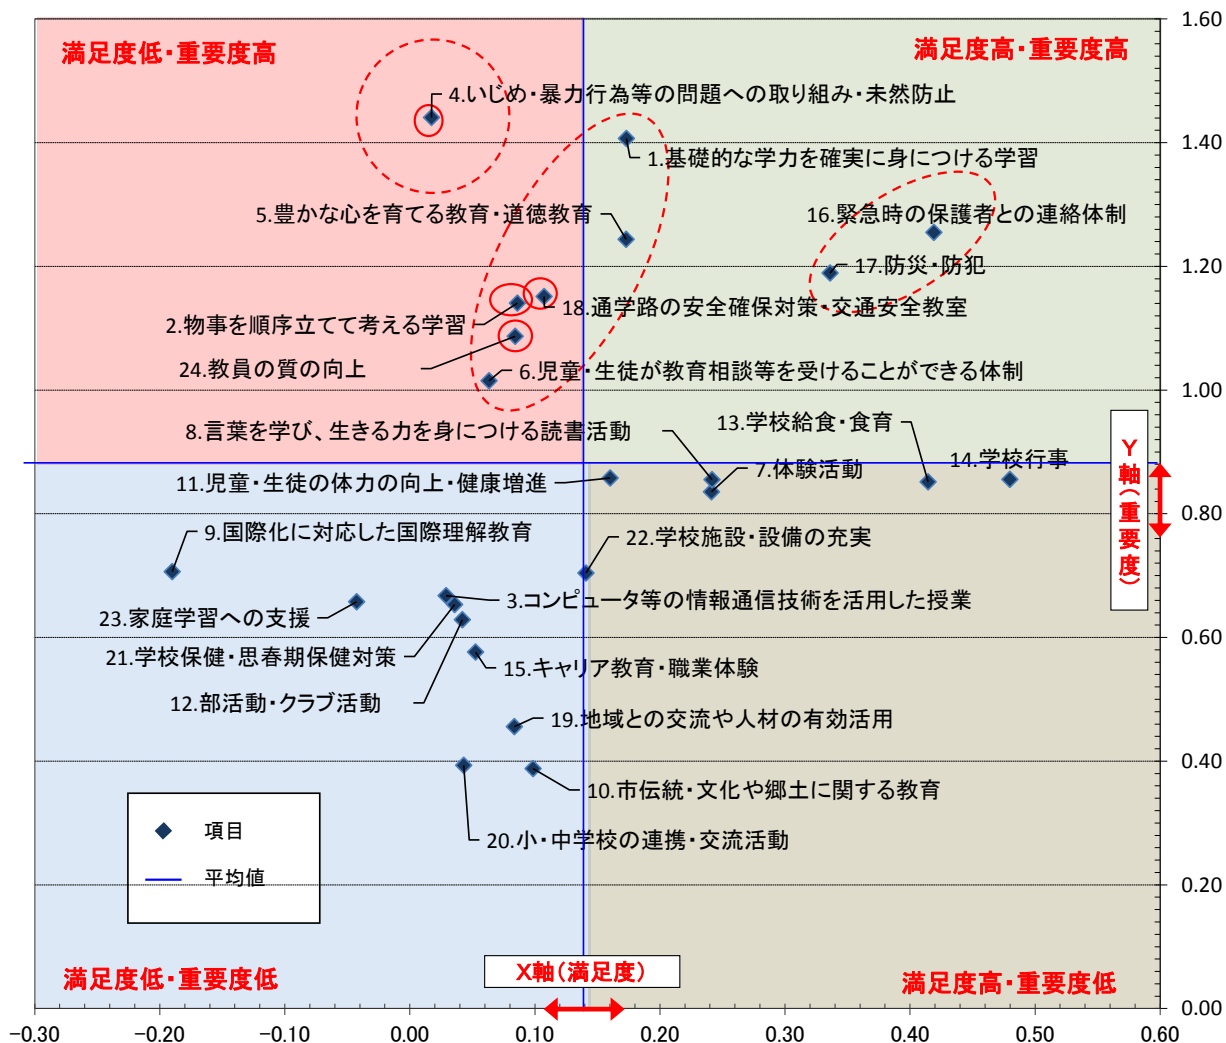 1.60
満足度低・重要度高
満足度高・重要度高
4.いじめ・暴力行為等の問題への取り組み・未然防止
1.40
1.基礎的な学力を確実に身につける学習
5.豊かな心を育てる教育・道徳教育
16.緊急時の保護者との連絡体制
17.防災・防犯
1.20
18.通学路の安全確保対策・交通安全教室
2.物事を順序立てて考える学習
24.教員の質の向上
6.児童・生徒が教育相談等を受けることができる体制
1.00
13.学校給食・食育
8.言葉を学び、生きる力を身につける読書活動
14.学校行事
7.体験活動
11.児童・生徒の体力の向上・健康増進
Y軸(重要度)
0.80
9.国際化に対応した国際理解教育
22.学校施設・設備の充実
3.コンピュータ等の情報通信技術を活用した授業
23.家庭学習への支援
0.60
21.学校保健・思春期保健対策
15.キャリア教育・職業体験
12.部活動・クラブ活動
19.地域との交流や人材の有効活用
0.40
10.市伝統・文化や郷土に関する教育
項目
20.小・中学校の連携・交流活動
平均値
0.20
X軸(満足度)
満足度低・重要度低
満足度高・重要度低
0.00
−0.30
−0.20
−0.10
0.00
0.10
0.20
0.30
0.40
0.50
0.60